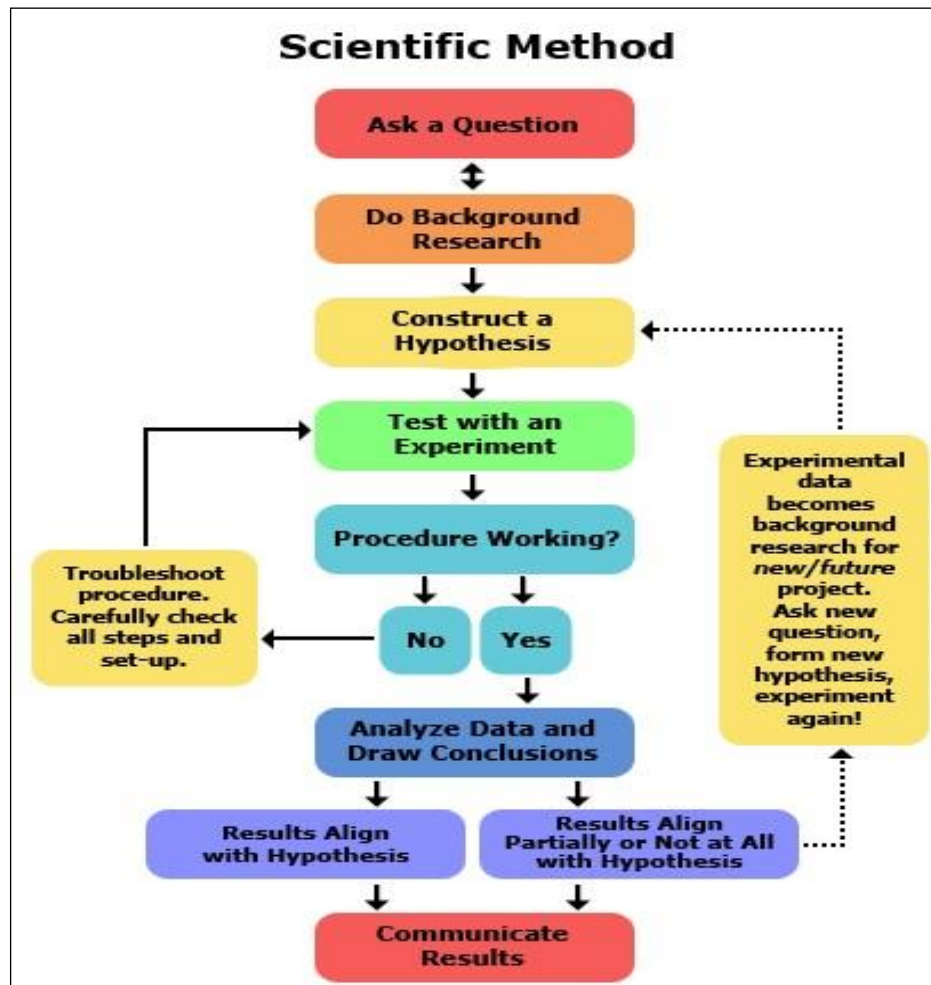 Scientific Method
Ask a Question
Do Background
Research
Construct a
Hypothesis
Test with an
Experiment
Procedure Working?
No
Yes
Troubleshoot
procedure.
Carefully check
all steps and
set-up.
Experimental
data
becomes
background
research for
new/future
project.
Ask new
question,
form new
hypothesis,
experiment
again!
Analyze Data and
Draw Conclusions
Results Align
with Hypothesis
Results Align
Partially or Not at All
with Hypothesis
Communicate
Results